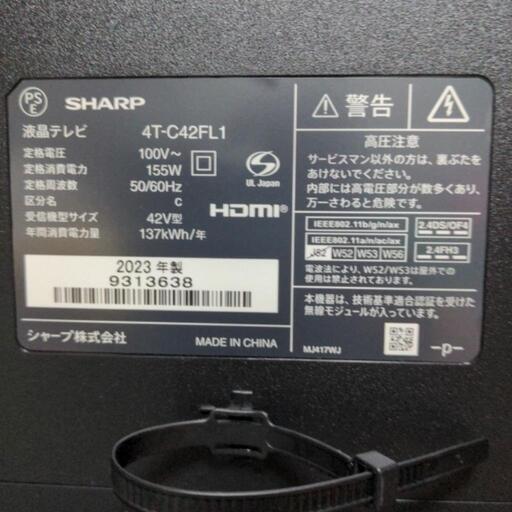 PSE SHARP
液晶テレビ 4T-C42FL1
定格電圧 100V～
定格消費電力 155W
定格周波数 50/60Hz
区分名 C
受信機型サイズ 42V型
年間消費電力量 137kWh/年
UL Japan
HDMI®
2023 年製
9313638
シャープ株式会社 MADE IN CHINA
警告
高圧注意
サービスマン以外の方は、裏ぶたを
あけないでください。
内部には高電圧部分が数多くあり、
万一さわると危険です。
IEEE802.11b/g/n/ax 2.4DS/OF4
IEEE802.11a/n/ac/ax
J52 W52 W53 W56 2.4FH3
電波法により、W52/W53は屋外での
使用は禁止されています。
本機器は、技術基準適合認証を受けた
無線モジュールが入っています。
MJ417WJ
-p-